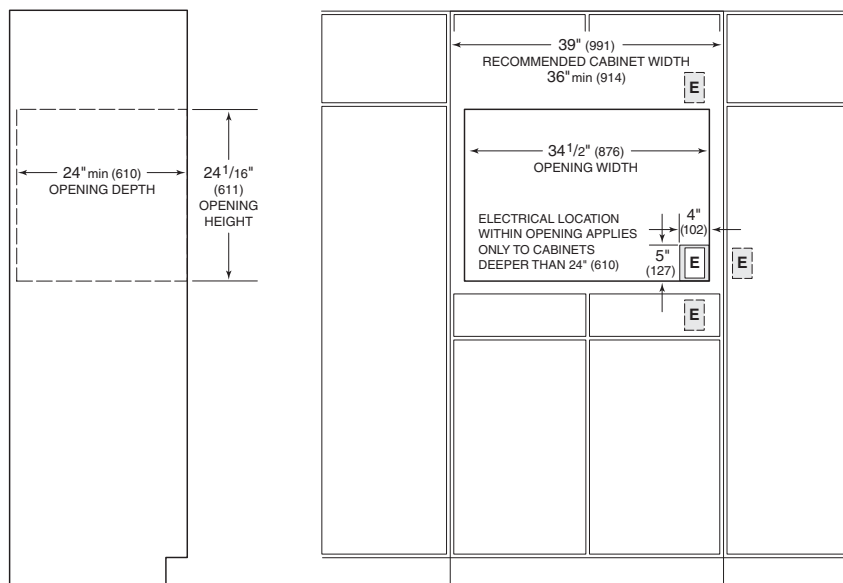 24" min (610)
OPENING DEPTH
24 1/16"
(611)
OPENING
HEIGHT
39" (991)
RECOMMENDED CABINET WIDTH
36" min (914)
E
34 1/2" (876)
OPENING WIDTH
ELECTRICAL LOCATION
WITHIN OPENING APPLIES
ONLY TO CABINETS
DEEPER THAN 24" (610)
4"
(102)
5"
(127)
E
E
E